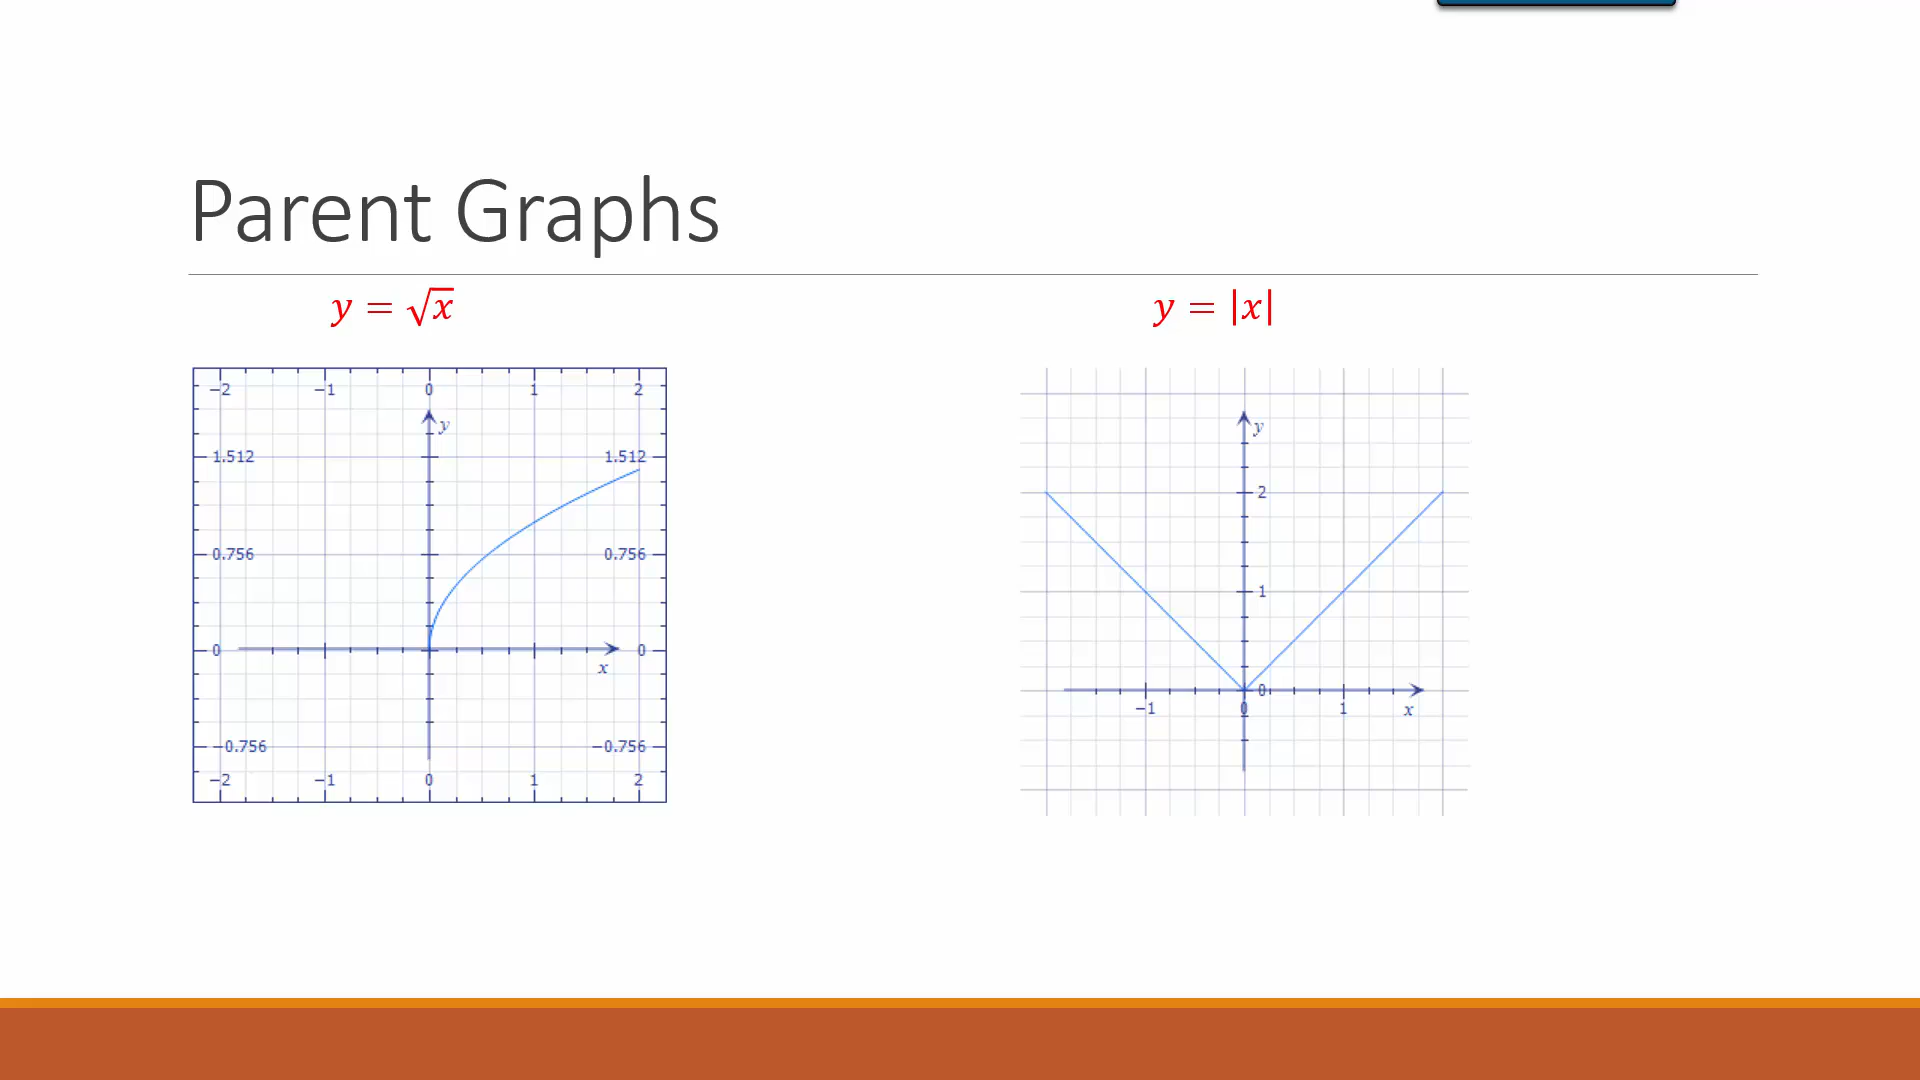 Parent Graphs
y = √x
y = |x|
−2 −1 0 1 2
y
1.512 1.512
0.756 0.756
0 0
x
−0.756 −0.756
−2 −1 0 1 2
y
2
1
0
−1 0 1 x